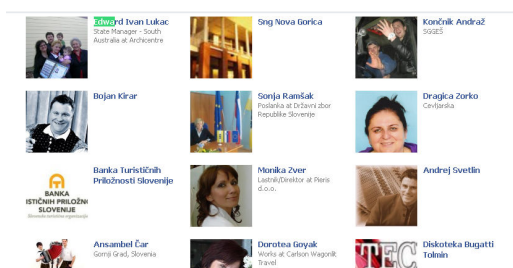 Edward Ivan Lukac
State Manager - South
Australia at Archicentre
Sng Nova Gorica
Končnik Andraž
SGGEŠ
Bojan Kirar
Sonja Ramšak
Poslanka at Državni zbor
Republike Slovenije
Dragica Zorko
Cevljarska
BANKA
ISTIČNIH PRILOŽNO
SLOVENIJE
Banka Turističnih
Priložnosti Slovenije
Monika Zver
Lastnik/Direktor at Pieris
d.o.o.
Andrej Svetlin
Ansambel Čar
Gornji Grad, Slovenia
Dorotea Goyak
Works at Carlson Wagonlit
Travel
TEC
Diskoteka Bugatti
Tolmin